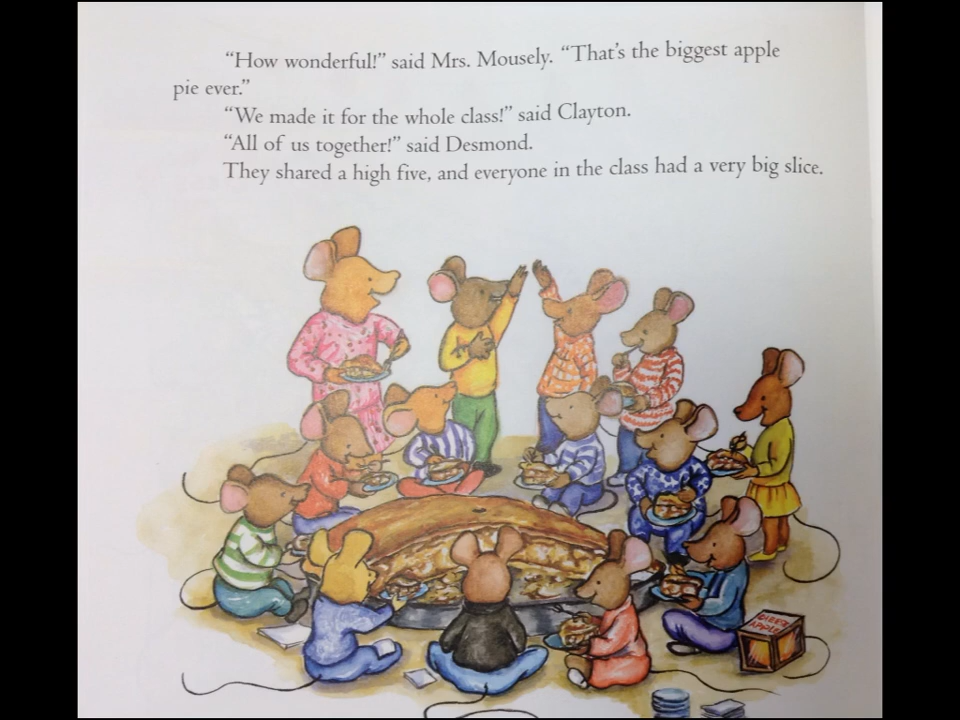 “How wonderful!” said Mrs. Mousely. “That’s the biggest apple
pie ever.”
“We made it for the whole class!” said Clayton.
“All of us together!” said Desmond.
They shared a high five, and everyone in the class had a very big slice.